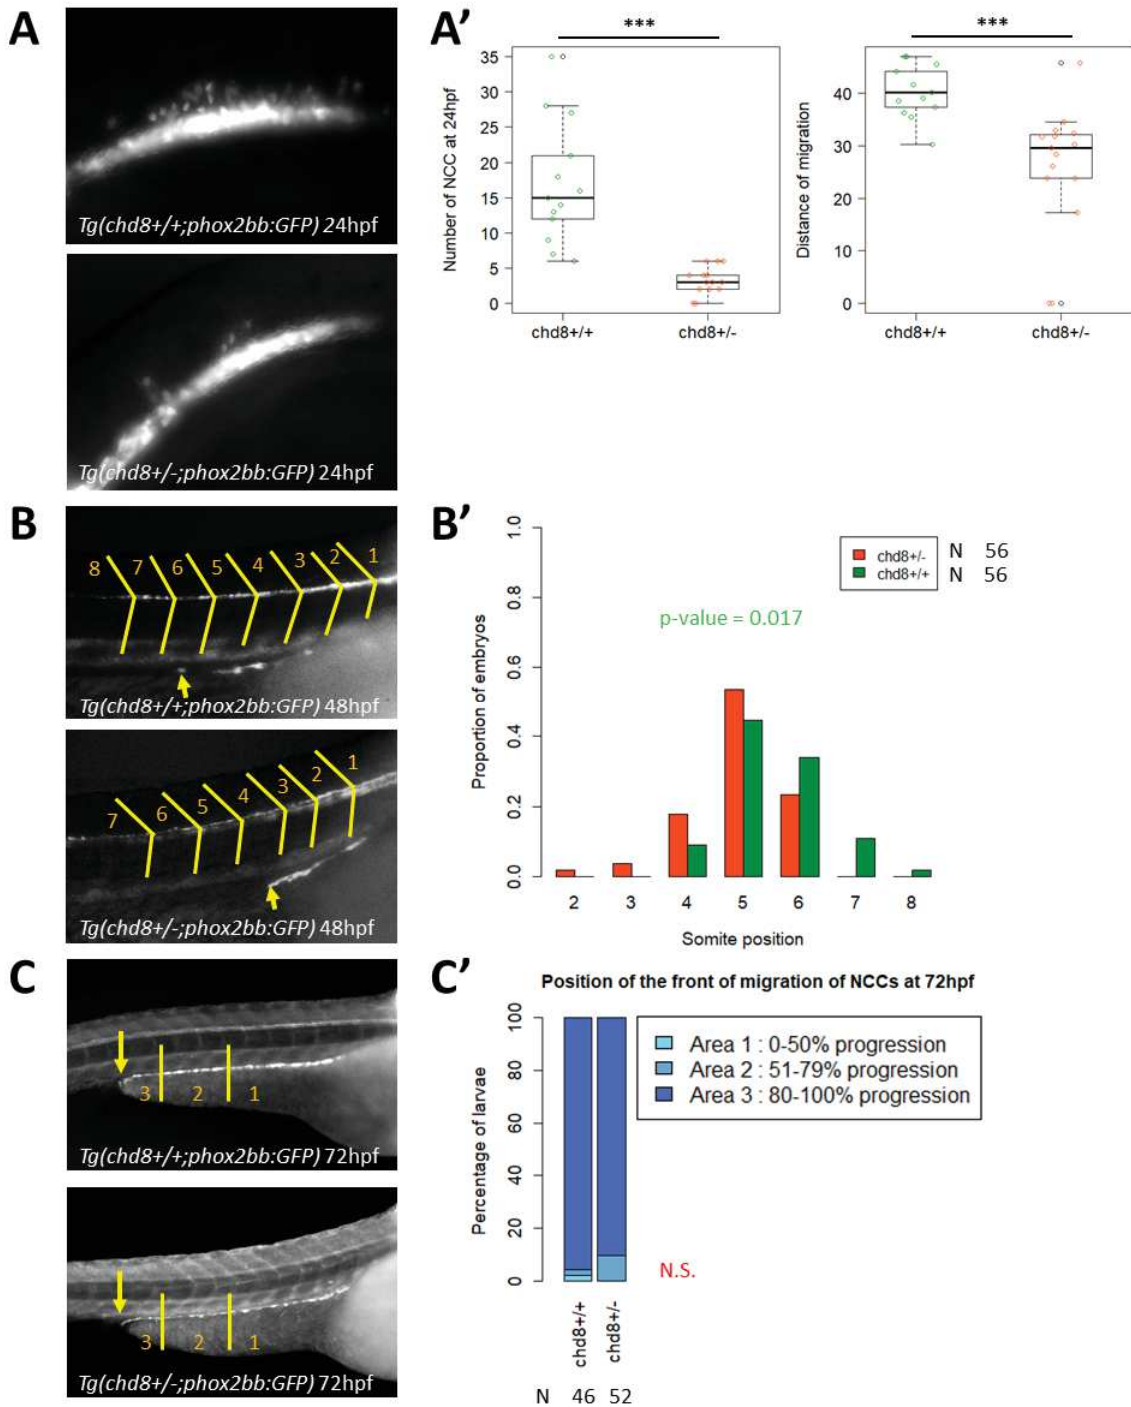 A
Tg(chd8+/+;phox2bb:GFP) 24hpf
Tg(chd8+/-;phox2bb:GFP) 24hpf
A'
***
Number of NCC at 24hpf
35
30
25
20
15
10
5
0
chd8+/+
chd8+/-
***
Distance of migration
40
30
20
10
0
chd8+/+
chd8+/-
B
8 7 6 5 4 3 2 1
Tg(chd8+/+;phox2bb:GFP) 48hpf
7 6 5 4 3 2 1
Tg(chd8+/-;phox2bb:GFP) 48hpf
B'
Proportion of embryos
1.0
0.8
0.6
0.4
0.2
0.0
chd8+/- N 56
chd8+/+ N 56
p-value = 0.017
2 3 4 5 6 7 8
Somite position
C
3 2 1
Tg(chd8+/+;phox2bb:GFP) 72hpf
3 2 1
Tg(chd8+/-;phox2bb:GFP) 72hpf
C'
Position of the front of migration of NCCs at 72hpf
Percentage of larvae
100
80
60
40
20
0
Area 1 : 0-50% progression
Area 2 : 51-79% progression
Area 3 : 80-100% progression
N.S.
chd8+/+
chd8+/-
N 46 52